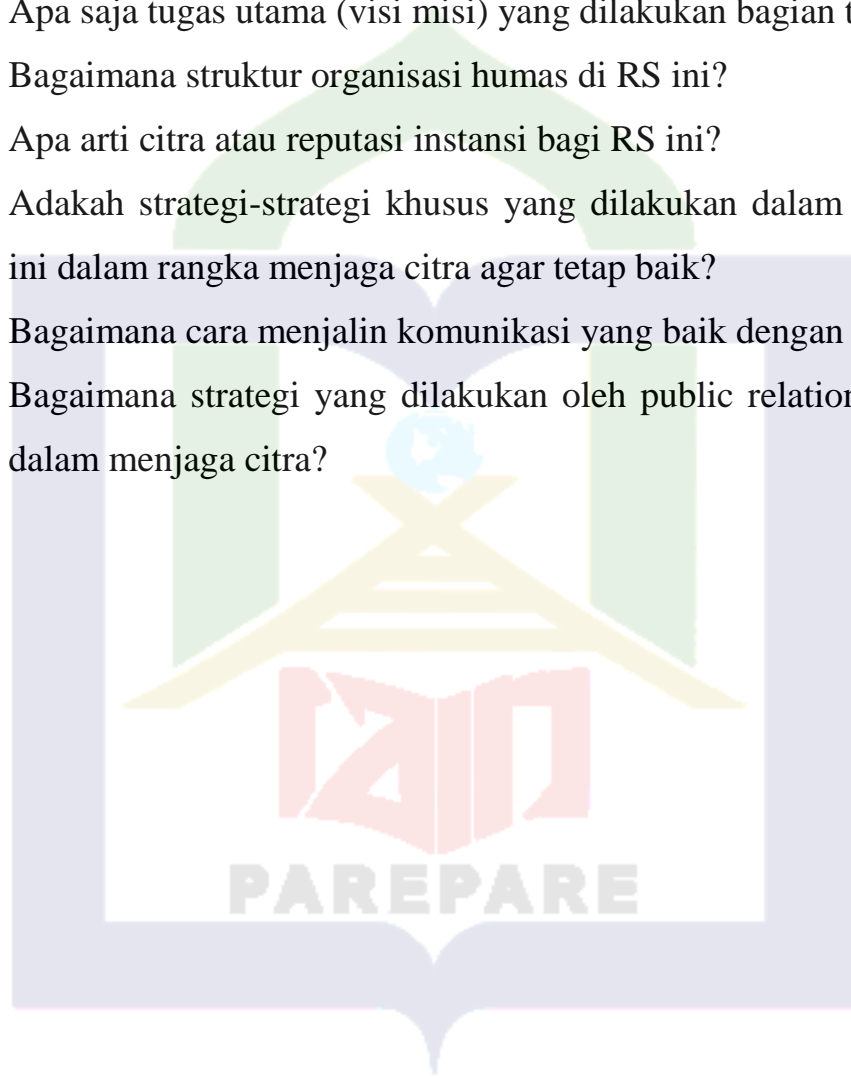 Apa saja tugas utama (visi misi) yang dilakukan bagian
Bagaimana struktur organisasi humas di RS ini?
Apa arti citra atau reputasi instansi bagi RS ini?
Adakah strategi-strategi khusus yang dilakukan dalam
ini dalam rangka menjaga citra agar tetap baik?
Bagaimana cara menjalin komunikasi yang baik dengan
Bagaimana strategi yang dilakukan oleh public
dalam menjaga citra?
iain
PAREPARE